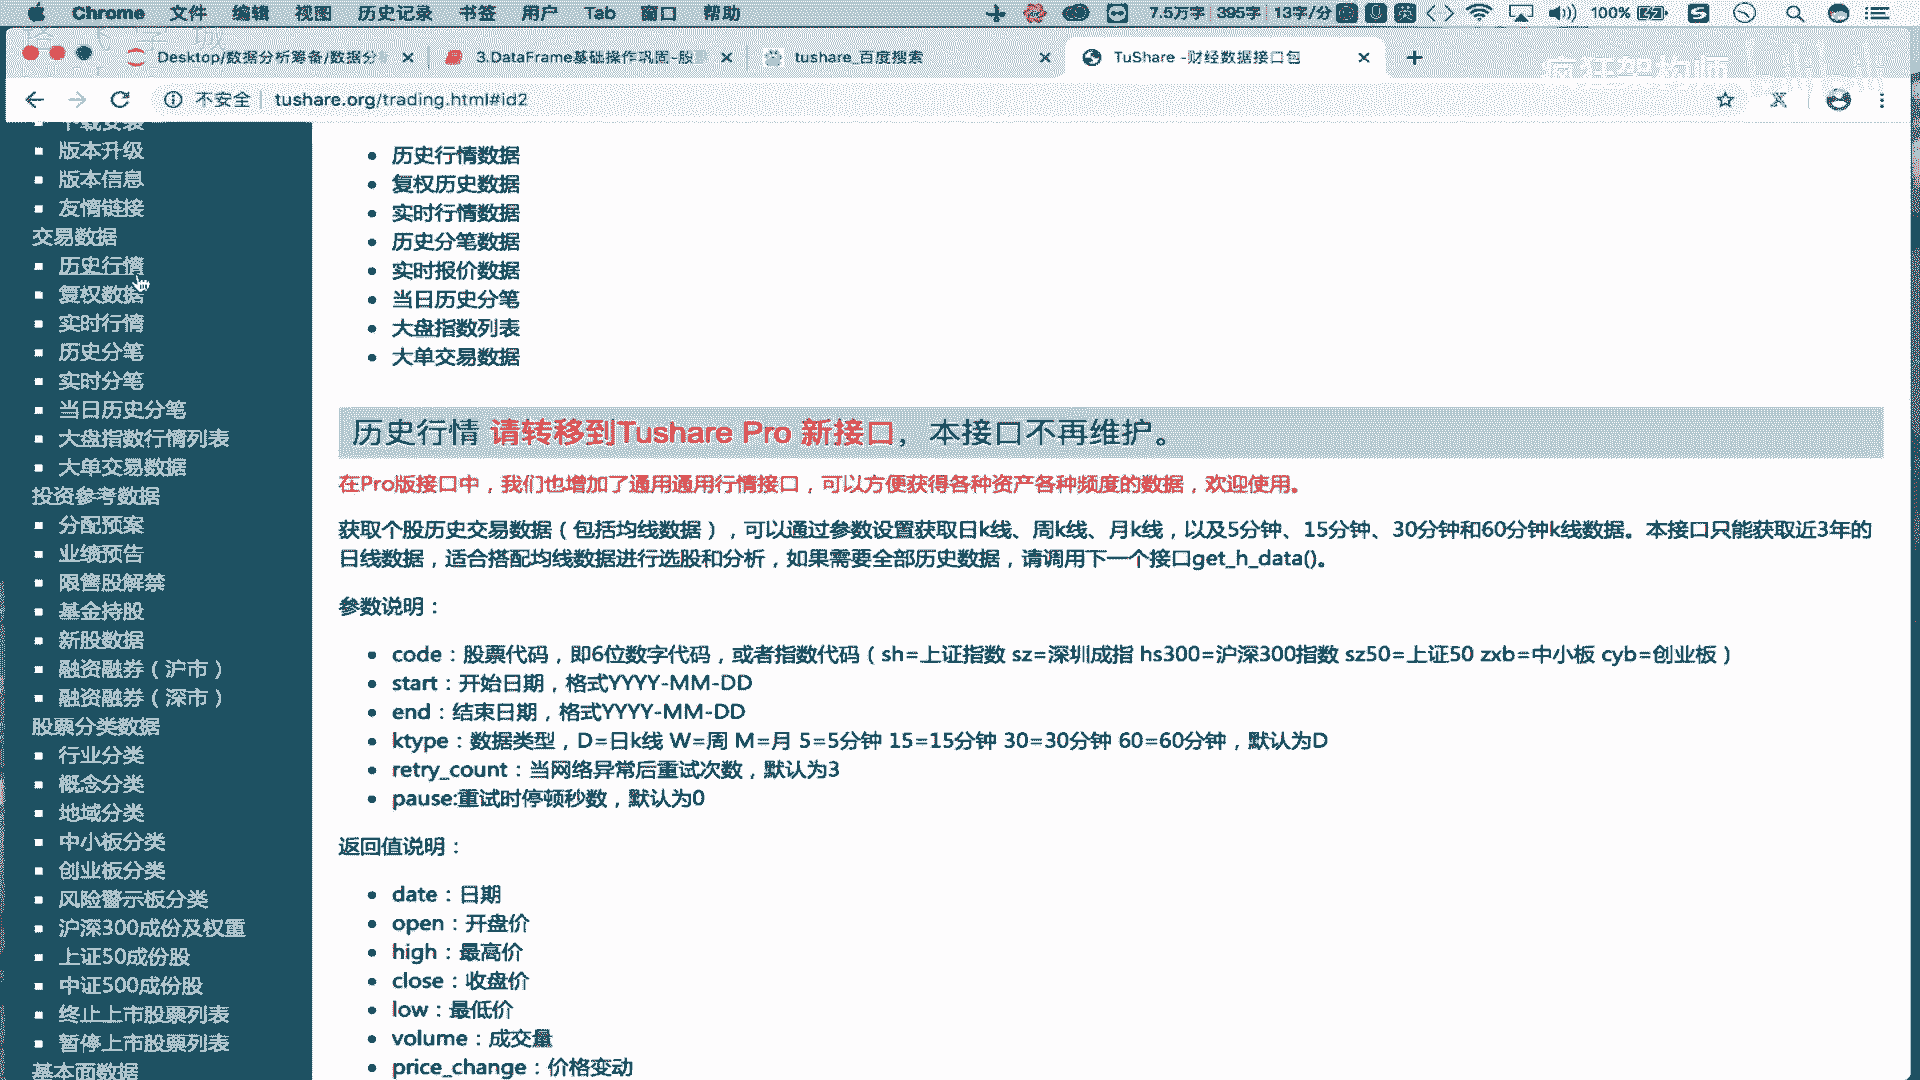 Chrome 文件 编辑 视图 历史记录 书签 用户 Tab 窗口 帮助 7.5万字 395字 13字/分 英 100%
Desktop/数据分析筹备/数据分 3.DataFrame基础操作巩固-股 tushare_百度搜索 TuShare -财经数据接口包
疯狂架构师
不安全 tushare.org/trading.html#id2
下载安装
版本升级
版本信息
友情链接
交易数据
历史行情
复权数据
实时行情
历史分笔
实时分笔
当日历史分笔
大盘指数行情列表
大单交易数据
投资参考数据
分配预案
业绩预告
限售股解禁
基金持股
新股数据
融资融券（沪市）
融资融券（深市）
股票分类数据
行业分类
概念分类
地域分类
中小板分类
创业板分类
风险警示板分类
沪深300成份及权重
上证50成份股
中证500成份股
终止上市股票列表
暂停上市股票列表
基本面数据
历史行情数据
复权历史数据
实时行情数据
历史分笔数据
实时报价数据
当日历史分笔
大盘指数列表
大单交易数据
历史行情 请转移到Tushare Pro 新接口，本接口不再维护。
在Pro版接口中，我们也增加了通用通用行情接口，可以方便获得各种资产各种频度的数据，欢迎使用。
获取个股历史交易数据（包括均线数据），可以通过参数设置获取日k线、周k线、月k线，以及5分钟、15分钟、30分钟和60分钟k线数据。本接口只能获取近3年的
日线数据，适合搭配均线数据进行选股和分析，如果需要全部历史数据，请调用下一个接口get_h_data()。
参数说明：
code：股票代码，即6位数字代码，或者指数代码（sh=上证指数 sz=深圳成指 hs300=沪深300指数 sz50=上证50 zxb=中小板 cyb=创业板）
start：开始日期，格式YYYY-MM-DD
end：结束日期，格式YYYY-MM-DD
ktype：数据类型，D=日k线 W=周 M=月 5=5分钟 15=15分钟 30=30分钟 60=60分钟，默认为D
retry_count：当网络异常后重试次数，默认为3
pause:重试时停顿秒数，默认为0
返回值说明：
date：日期
open：开盘价
high：最高价
close：收盘价
low：最低价
volume：成交量
price_change：价格变动